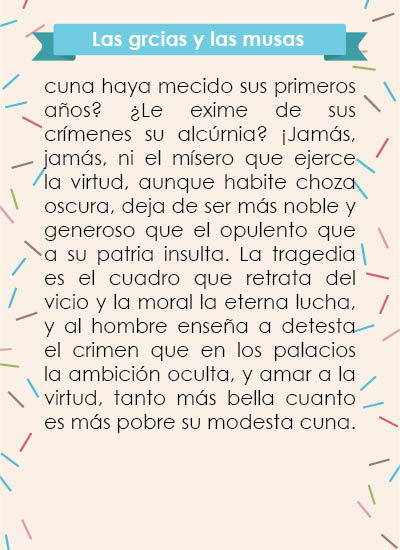 Las grcias y las musas
cuna haya mecido sus primeros
años? ¿Le exime de sus
crímenes su alcúrnia? ¡Jamás,
jamás, ni el mísero que ejerce
la virtud, aunque habite choza
oscura, deja de ser más noble y
generoso que el opulento que
a su patria insulta. La tragedia
es el cuadro que retrata del
vicio y la moral la eterna lucha,
y al hombre enseña a detesta
el crimen que en los palacios
la ambición oculta, y amar a la
virtud, tanto más bella cuanto
es más pobre su modesta cuna.